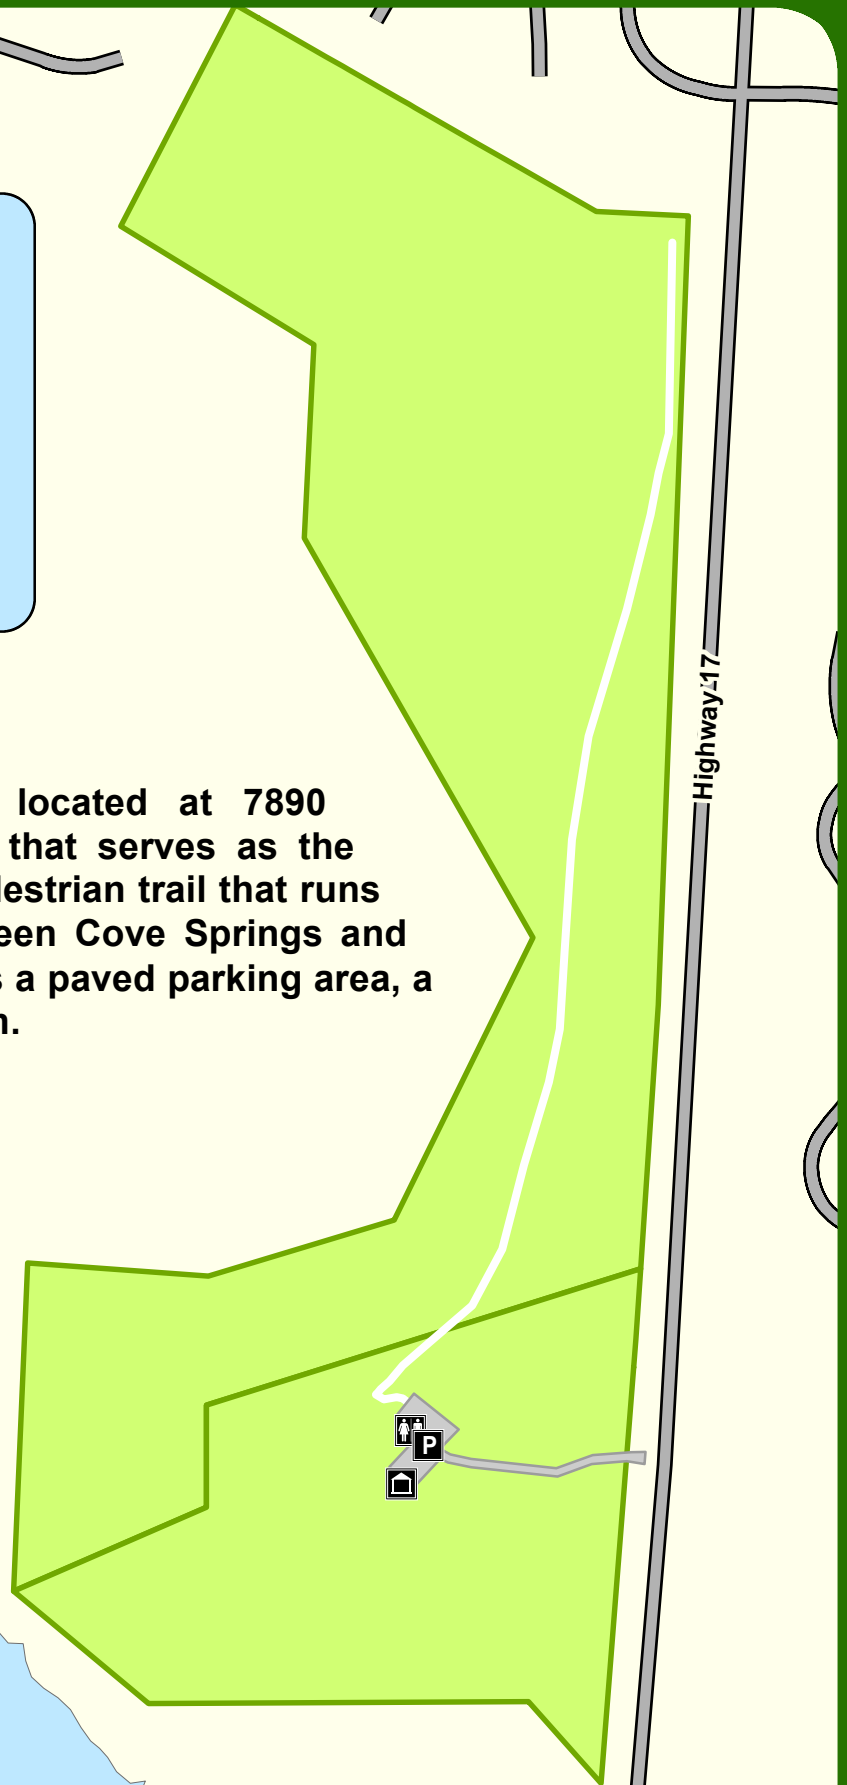 Highway 17
located at 7890
that serves as the
destrian trail that runs
een Cove Springs and
a paved parking area, a
P